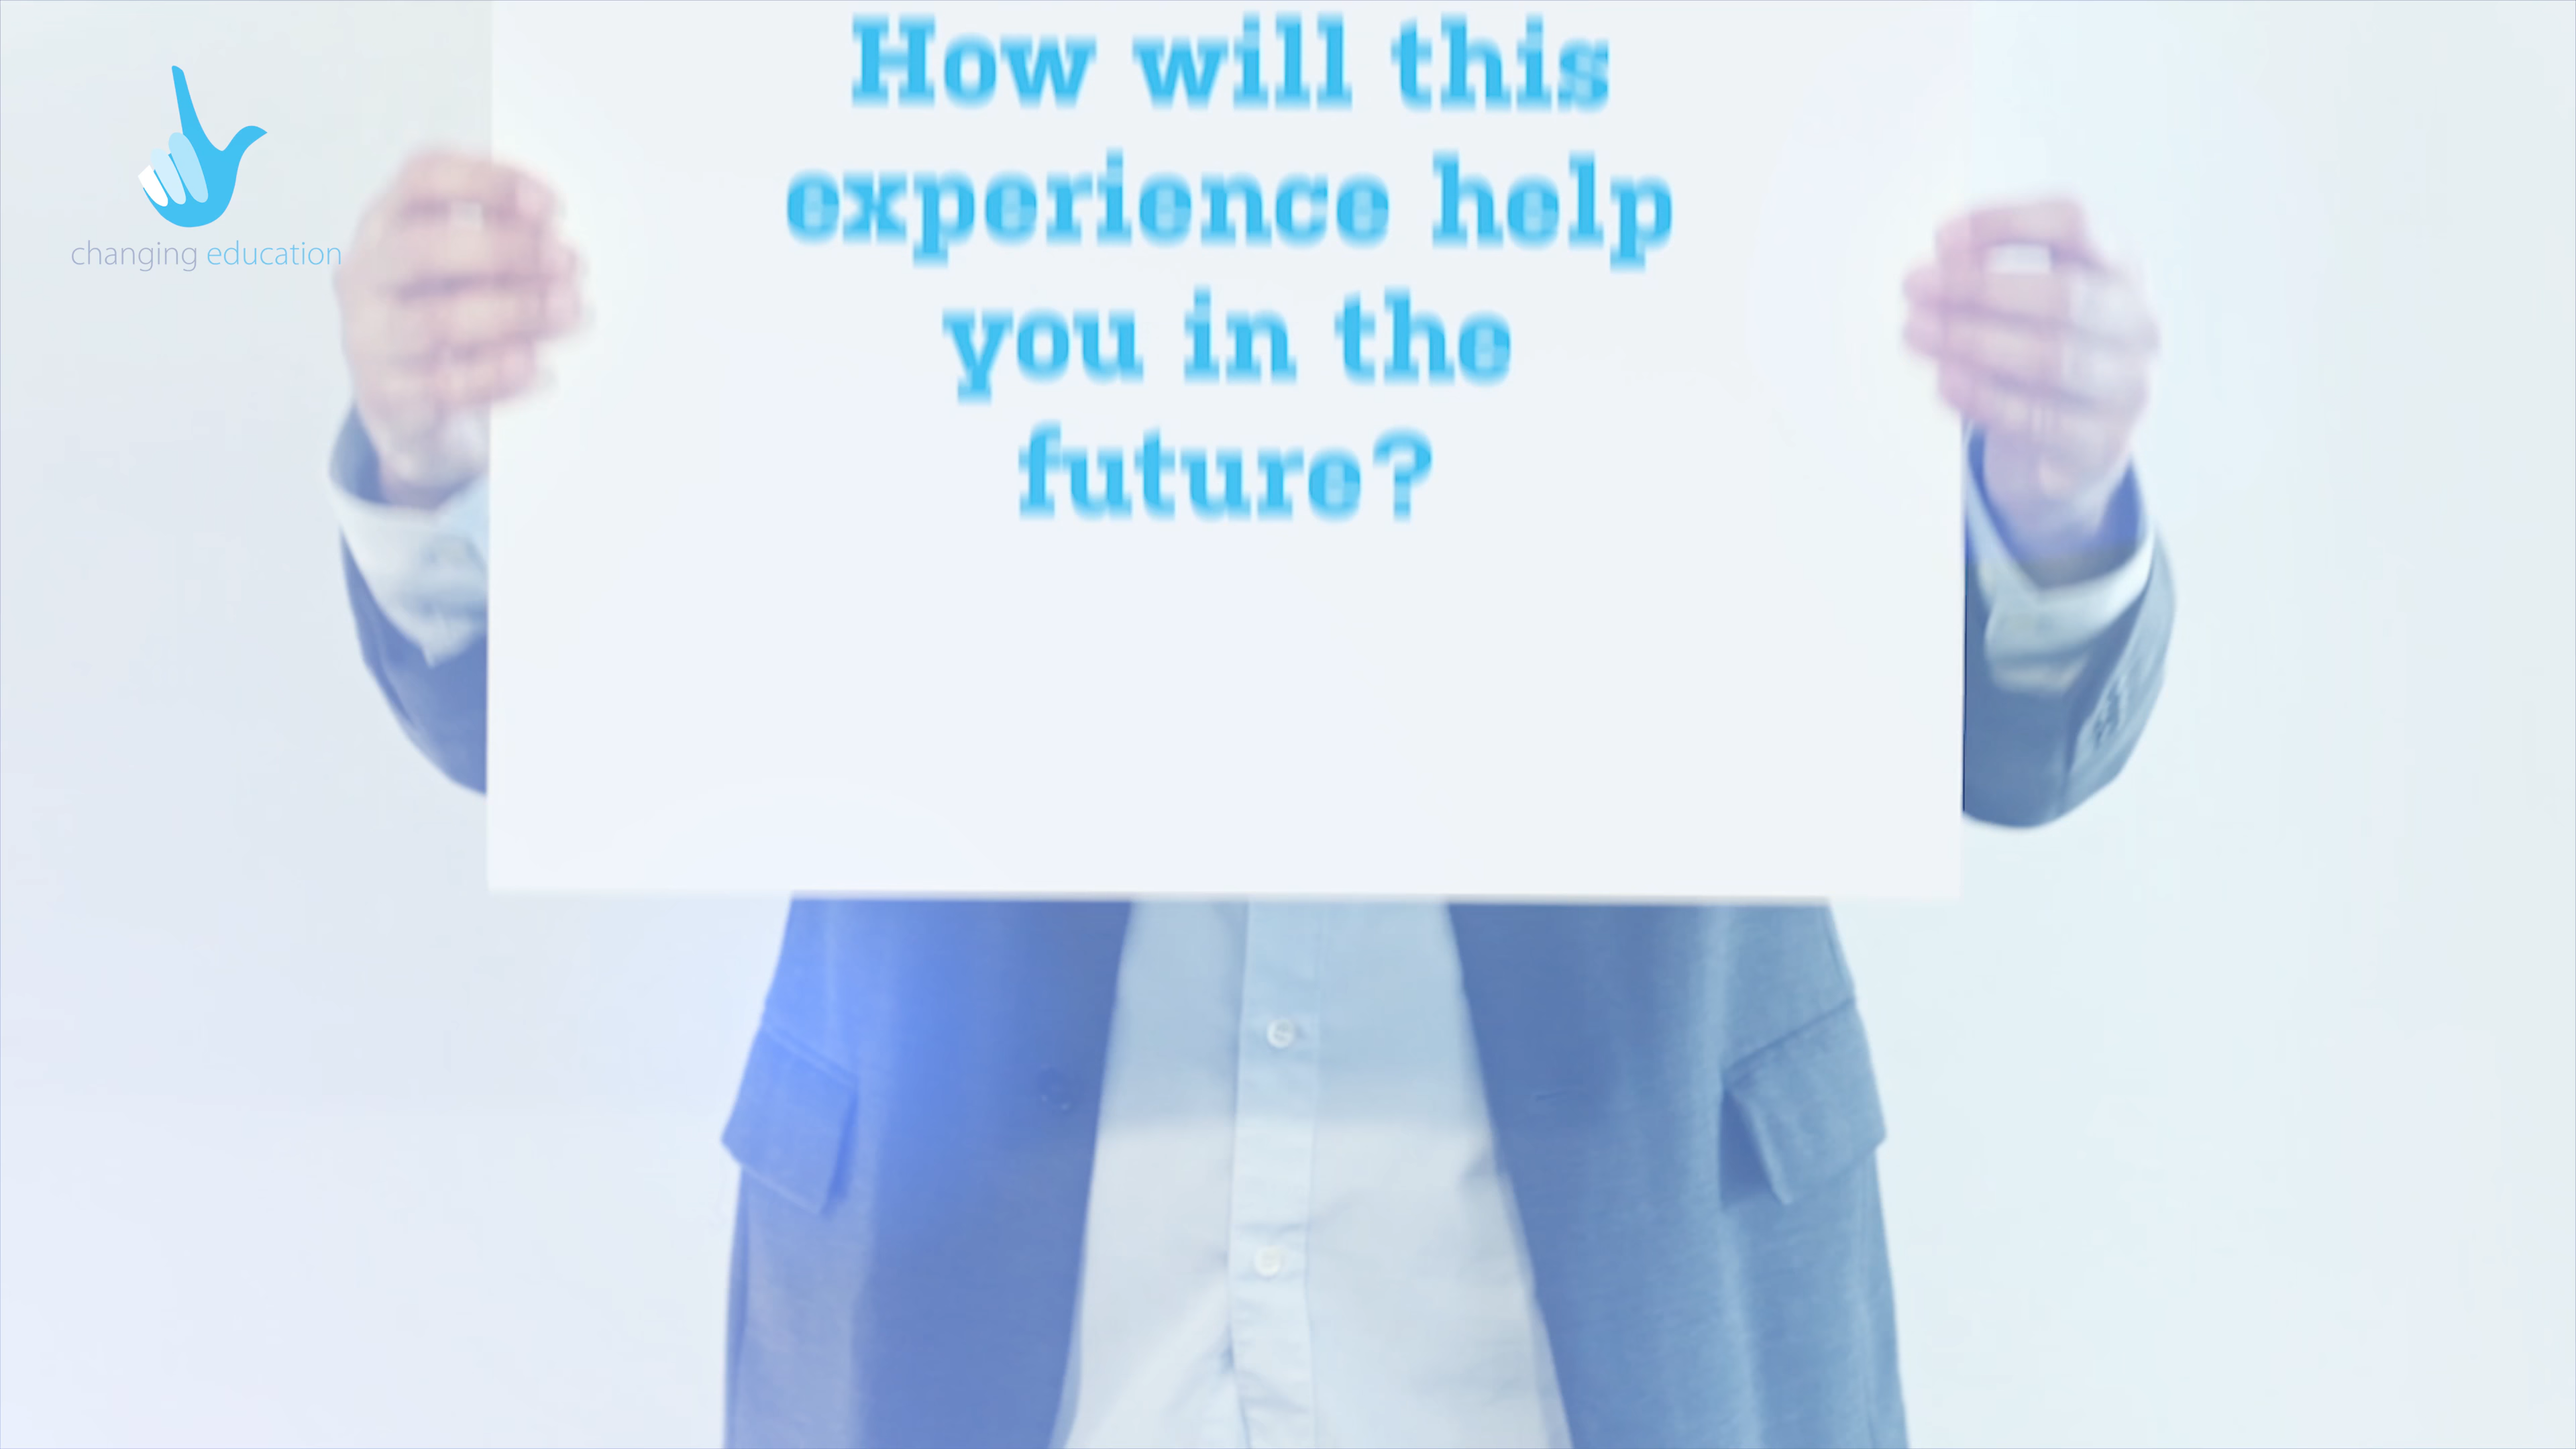 changing education
How will this
experience help
you in the
future?